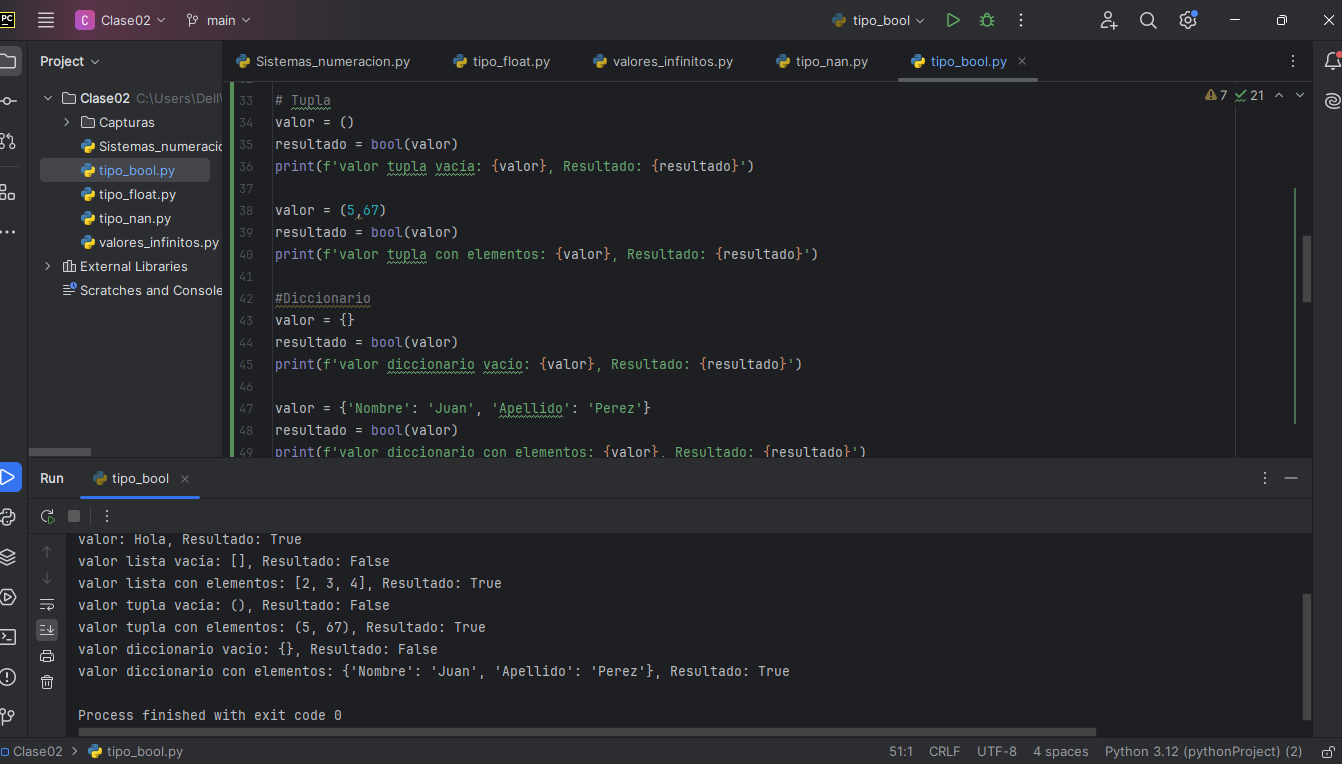 PC
C Clase02
main
tipo_bool
Project
Sistemas_numeracion.py
tipo_float.py
valores_infinitos.py
tipo_nan.py
tipo_bool.py
Clase02 C:\Users\Dell\
Capturas
Sistemas_numeracio
tipo_bool.py
tipo_float.py
tipo_nan.py
valores_infinitos.py
External Libraries
Scratches and Console
7 21
33 # Tupla
34 valor = ()
35 resultado = bool(valor)
36 print(f'valor tupla vacía: {valor}, Resultado: {resultado}')
37
38 valor = (5,67)
39 resultado = bool(valor)
40 print(f'valor tupla con elementos: {valor}, Resultado: {resultado}')
41
42 #Diccionario
43 valor = {}
44 resultado = bool(valor)
45 print(f'valor diccionario vacío: {valor}, Resultado: {resultado}')
46
47 valor = {'Nombre': 'Juan', 'Apellido': 'Perez'}
48 resultado = bool(valor)
49 print(f'valor diccionario con elementos: {valor}, Resultado: {resultado}')
Run
tipo_bool
valor: Hola, Resultado: True
valor lista vacía: [], Resultado: False
valor lista con elementos: [2, 3, 4], Resultado: True
valor tupla vacía: (), Resultado: False
valor tupla con elementos: (5, 67), Resultado: True
valor diccionario vacío: {}, Resultado: False
valor diccionario con elementos: {'Nombre': 'Juan', 'Apellido': 'Perez'}, Resultado: True
Process finished with exit code 0
Clase02 > tipo_bool.py
51:1 CRLF UTF-8 4 spaces Python 3.12 (pythonProject) (2)